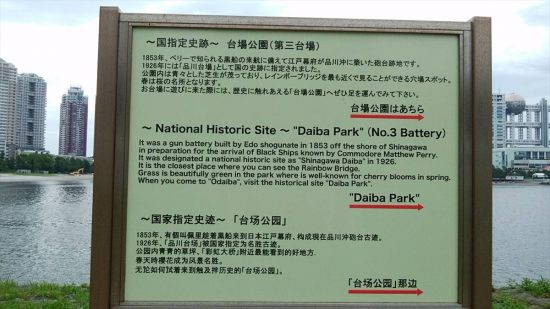 〜国指定史跡〜 台場公園(第三台場)
1853年、ペリーで知られる黒船の来航に備えて江戸幕府が品川沖に築いた砲台跡地です。
1926年には「品川台場」として国の史跡に指定されました。
公園内は青々とした芝生が茂っており、レインボーブリッジを最も近くで見ることができる穴場スポット。
春は桜の名所となります。
お台場に遊びに来た際には、歴史に触れあえる「台場公園」へぜひ足を運んでみて下さい。
台場公園はあちら
〜 National Historic Site 〜 "Daiba Park" (No.3 Battery)
It was a gun battery built by Edo shogunate in 1853 off the shore of Shinagawa
in preparation for the arrival of Black Ships known by Commodore Matthew Perry.
It was designated a national historic site as "Shinagawa Daiba" in 1926.
It is the closest place where you can see the Rainbow Bridge.
Grass is beautifully green in the park where is well-known for cherry blooms in spring.
When you come to "Odaiba", visit the historical site "Daiba Park".
"Daiba Park"
〜国家指定史迹〜「台场公园」
1853年、有個叫佩里趁着黒船来到日本江戸幕府、构成現応品川沖砲台古迹。
1926年、「品川台场」被国家指定为名胜古迹。
公园内青青的草坪、「彩虹大桥」附近最能看到的好地方.
春天時櫻花成为风景名胜。
无论如何試着来到触及拌历史的「台场公园」。
「台场公园」那边